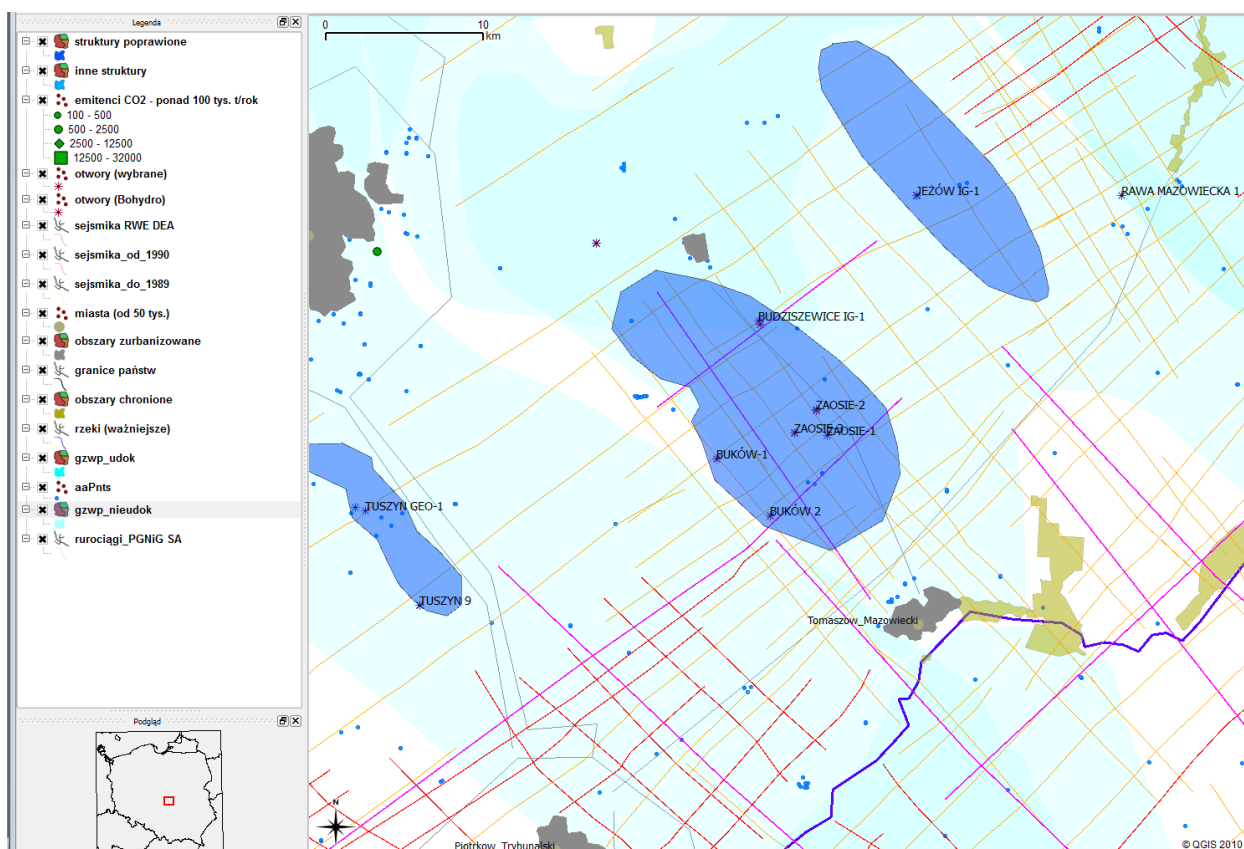 Legenda
struktury poprawione
inne struktury
emitenci CO2 - ponad 100 tys. t/rok
100 - 500
500 - 2500
2500 - 12500
12500 - 32000
otwory (wybrane)
otwory (Bohydro)
sejsmika RWE DEA
sejsmika_od_1990
sejsmika_do_1989
miasta (od 50 tys.)
obszary zurbanizowane
granice państw
obszary chronione
rzeki (ważniejsze)
gzwp_udok
aaPnts
gzwp_nieudok
rurociągi_PGNiG SA
Podgląd
0 10
km
JEŻÓW IG-1
RAWA MAZOWIECKA 1
BUDZISZEWICE IG-1
ZAOSIE-2
ZAOSIE-3
ZAOSIE-1
BUKÓW-1
TUSZYN GEO-1
BUKÓW 2
TUSZYN 9
Tomaszow_Mazowiecki
N
Piotrkow_Trybunalski
© QGIS 2010